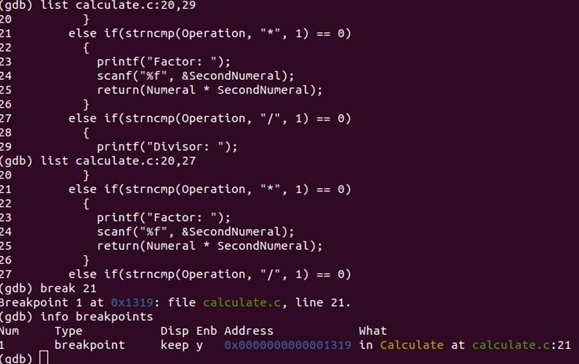 (gdb) list calculate.c:20,29
20 }
21 else if(strncmp(Operation, "*", 1) == 0)
22 {
23 printf("Factor: ");
24 scanf("%f", &SecondNumeral);
25 return(Numeral * SecondNumeral);
26 }
27 else if(strncmp(Operation, "/", 1) == 0)
28 {
29 printf("Divisor: ");
(gdb) list calculate.c:20,27
20 }
21 else if(strncmp(Operation, "*", 1) == 0)
22 {
23 printf("Factor: ");
24 scanf("%f", &SecondNumeral);
25 return(Numeral * SecondNumeral);
26 }
27 else if(strncmp(Operation, "/", 1) == 0)
(gdb) break 21
Breakpoint 1 at 0x1319: file calculate.c, line 21.
(gdb) info breakpoints
Num Type Disp Enb Address What
1 breakpoint keep y 0x0000000000001319 in Calculate at calculate.c:21
(gdb)